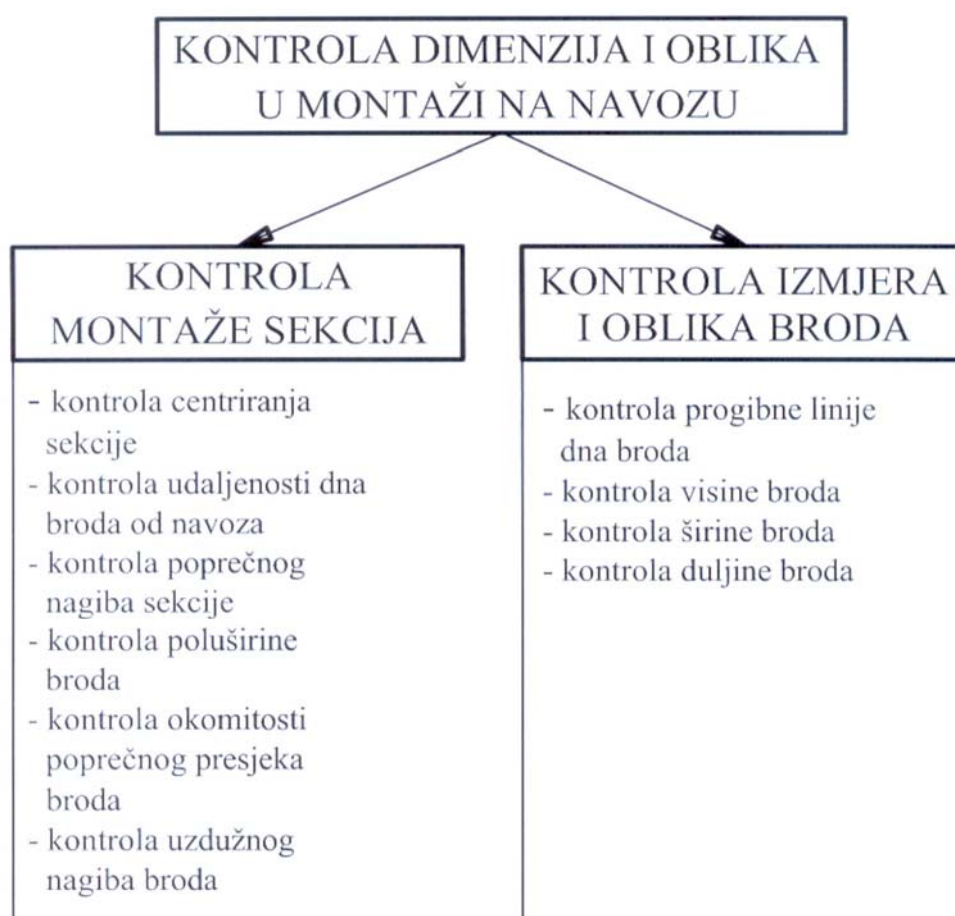 KONTROLA DIMENZIJA I OBLIKA
U MONTAŽI NA NAVOZU
KONTROLA
MONTAŽE SEKCIJA
- kontrola centriranja
sekcije
- kontrola udaljenosti dna
broda od navoza
- kontrola poprečnog
nagiba sekcije
- kontrola poluširine
broda
- kontrola okomitosti
poprečnog presjeka
broda
- kontrola uzdužnog
nagiba broda
KONTROLA IZMJERA
I OBLIKA BRODA
- kontrola progibne linije
dna broda
- kontrola visine broda
- kontrola širine broda
- kontrola duljine broda